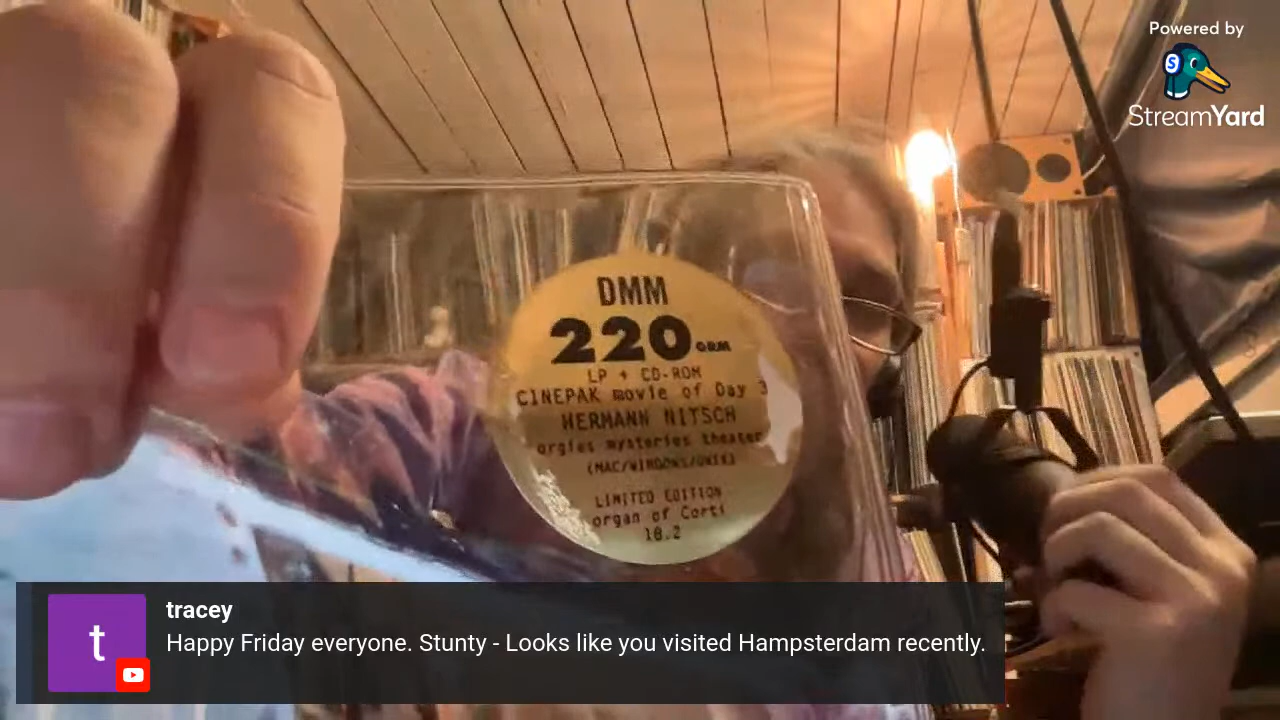 Powered by
StreamYard
DMM
220 GRM
LP + CD-ROM
CINEPAK movie of Day 3
HERMANN NITSCH
orgies mysteries theater
(MAC/WINDOWS/UNIX)
LIMITED EDITION
organ of Corti
18.2
t
tracey
Happy Friday everyone. Stunty - Looks like you visited Hampsterdam recently.